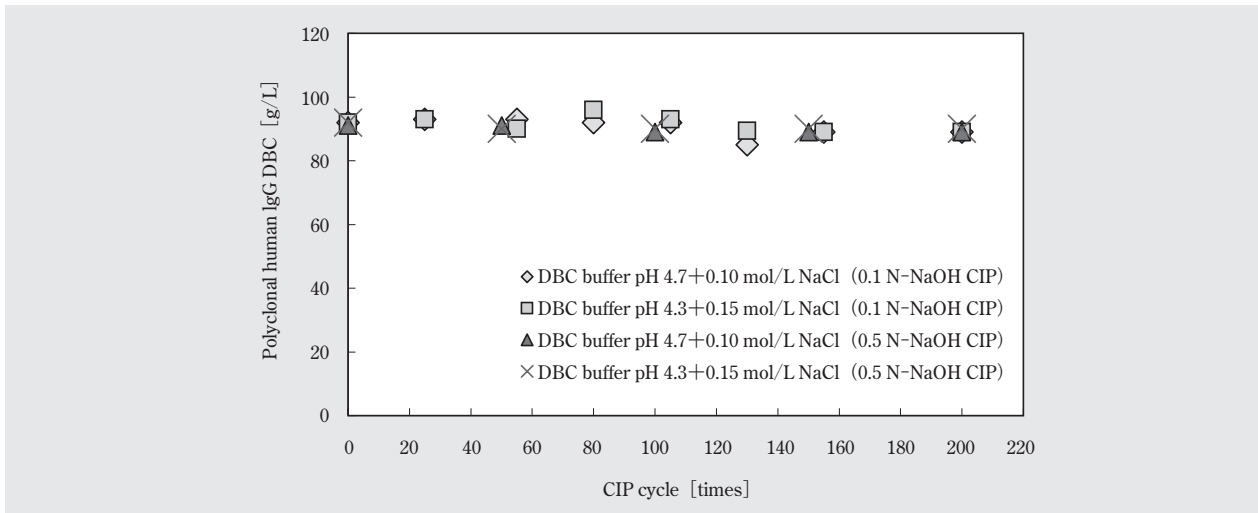 120
100
80
60
40
20
0
Polyclonal human IgG DBC [g/L]
DBC buffer pH 4.7+0.10 mol/L NaCl (0.1 N-NaOH CIP)
DBC buffer pH 4.3+0.15 mol/L NaCl (0.1 N-NaOH CIP)
DBC buffer pH 4.7+0.10 mol/L NaCl (0.5 N-NaOH CIP)
DBC buffer pH 4.3+0.15 mol/L NaCl (0.5 N-NaOH CIP)
0 20 40 60 80 100 120 140 160 180 200 220
CIP cycle [times]